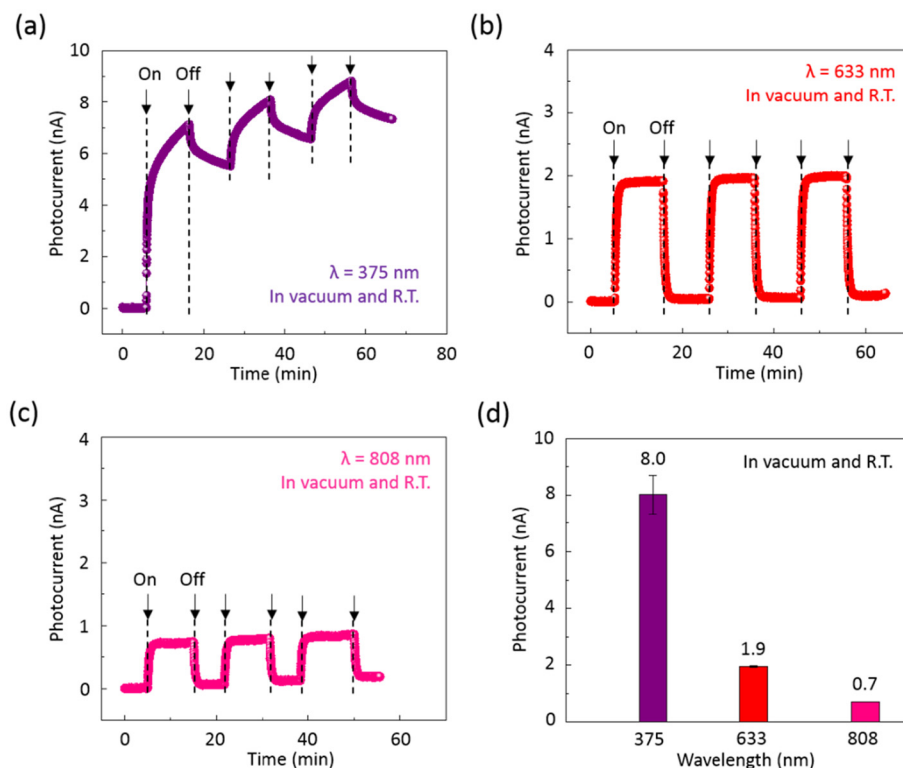 (a)
10
8
6
4
2
0
Photocurrent (nA)
On Off
λ = 375 nm
In vacuum and R.T.
0 20 40 60 80
Time (min)
(b)
4
3
2
1
0
Photocurrent (nA)
λ = 633 nm
In vacuum and R.T.
On Off
0 20 40 60 80
Time (min)
(c)
4
3
2
1
0
Photocurrent (nA)
λ = 808 nm
In vacuum and R.T.
On Off
0 20 40 60
Time (min)
(d)
10
8
6
4
2
0
Photocurrent (nA)
In vacuum and R.T.
8.0
1.9
0.7
375 633 808
Wavelength (nm)